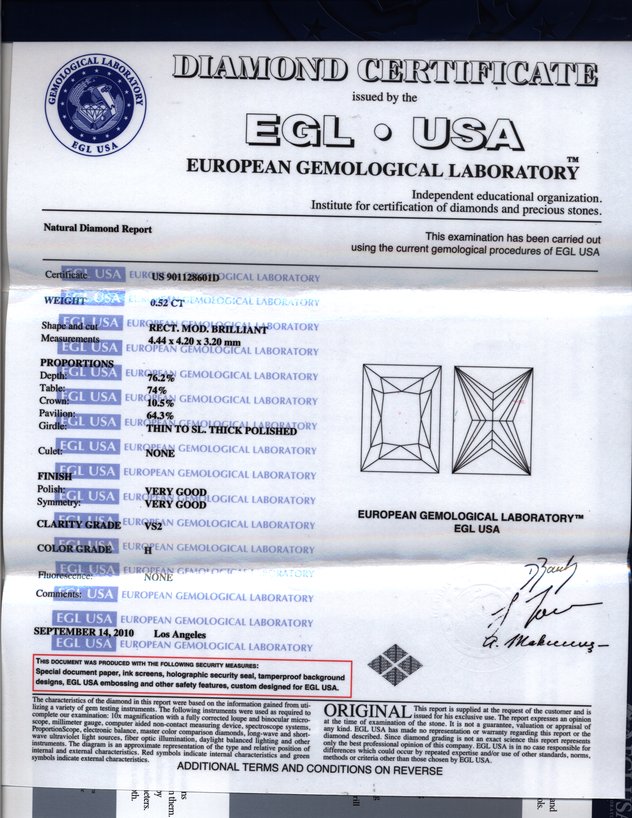 GEMOLOGICAL LABORATORY
EGL USA
DIAMOND CERTIFICATE
issued by the
EGL • USA
EUROPEAN GEMOLOGICAL LABORATORY™
Independent educational organization.
Institute for certification of diamonds and precious stones.
Natural Diamond Report
This examination has been carried out
using the current gemological procedures of EGL USA
Certificate US 901128601D
WEIGHT 0.52 CT
Shape and cut RECT. MOD. BRILLIANT
Measurements 4.44 x 4.20 x 3.20 mm
PROPORTIONS
Depth: 76.2%
Table: 74%
Crown: 10.5%
Pavilion: 64.3%
Girdle: THIN TO SL. THICK POLISHED
Culet: NONE
FINISH
Polish: VERY GOOD
Symmetry: VERY GOOD
CLARITY GRADE VS2
COLOR GRADE H
Fluorescence: NONE
Comments:
EGL USA EUROPEAN GEMOLOGICAL LABORATORY
SEPTEMBER 14, 2010 Los Angeles
EUROPEAN GEMOLOGICAL LABORATORY™
EGL USA
THIS DOCUMENT WAS PRODUCED WITH THE FOLLOWING SECURITY MEASURES:
Special document paper, ink screens, holographic security seal, tamperproof background
designs, EGL USA embossing and other safety features, custom designed for EGL USA.
The characteristics of the diamond in this report were based on the information gained from uti-
lizing a variety of gem testing instruments. The following instruments were used as required to
complete our examination: 10x magnification with a fully corrected loupe and binocular micro-
scope, millimeter gauge, computer aided non-contact measuring device, spectroscope systems,
ProportionScope, electronic balance, master color comparison diamonds, long-wave and short-
wave ultraviolet light sources, fiber optic illumination, daylight balanced lighting and other
instruments. The diagram is an approximate representation of the type and relative position of
internal and external characteristics. Red symbols indicate internal characteristics and green
symbols indicate external characteristics.
ORIGINAL This report is supplied at the request of the customer and is
issued for his exclusive use. The report expresses an opinion
at the time of examination of the stone. It is not a guarantee, valuation or appraisal of
any kind. EGL USA has made no representation or warranty regarding this report or the
diamond described. Since diamond grading is not an exact science this report represents
only the best professional opinion of this company. EGL USA is in no case responsible for
differences which could occur by repeated expertise and/or use of other standards, norms,
methods or criteria other than those chosen by EGL USA.
ADDITIONAL TERMS AND CONDITIONS ON REVERSE